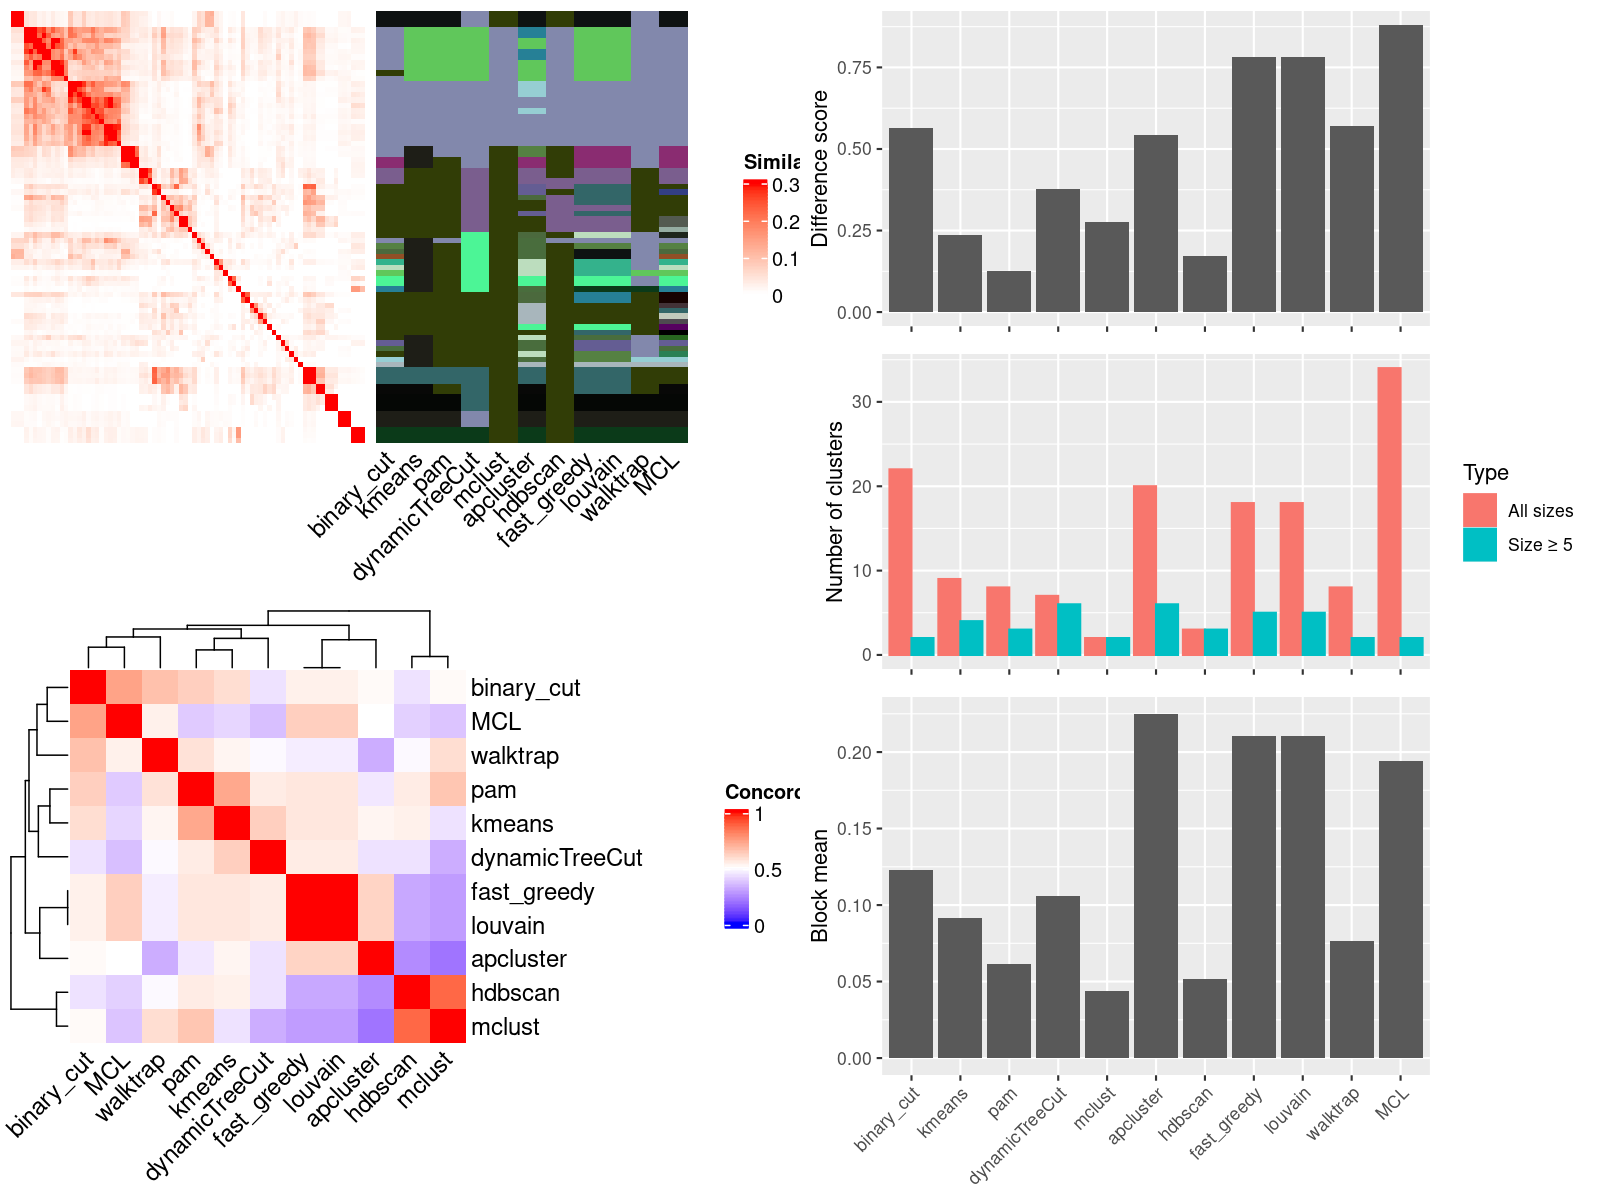 Simila
0.3
0.2
0.1
0
binary_cut
kmeans
pam
dynamicTreeCut
mclust
apcluster
hdbscan
fast_greedy
louvain
walktrap
MCL
binary_cut
MCL
walktrap
pam
kmeans
dynamicTreeCut
fast_greedy
louvain
apcluster
hdbscan
mclust
binary_cut
MCL
walktrap
pam
kmeans
dynamicTreeCut
fast_greedy
louvain
apcluster
hdbscan
mclust
Concord
1
0.5
0
Difference score
0.75
0.50
0.25
0.00
Number of clusters
30
20
10
0
Type
All sizes
Size ≥ 5
Block mean
0.20
0.15
0.10
0.05
0.00
binary_cut
kmeans
pam
dynamicTreeCut
mclust
apcluster
hdbscan
fast_greedy
louvain
walktrap
MCL